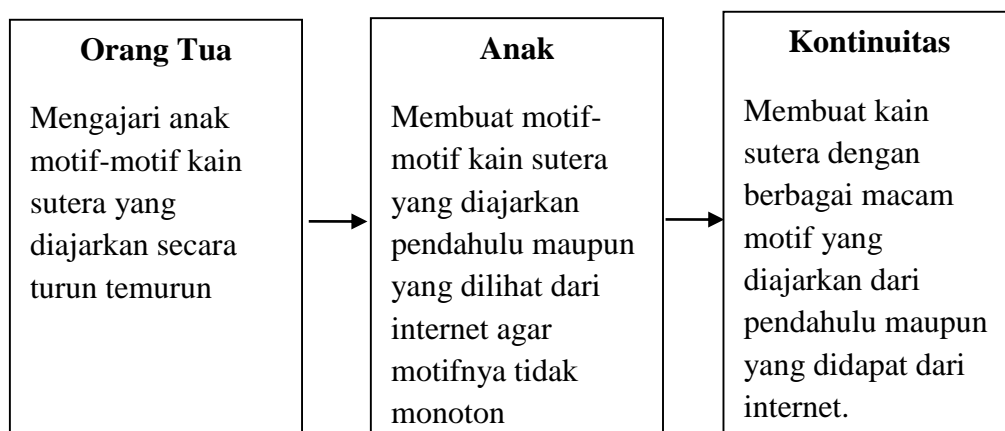 Orang Tua
Mengajari anak
motif-motif kain
sutera yang
diajarkan secara
turun temurun
Anak
Membuat motif-
motif kain sutera
yang diajarkan
pendahulu maupun
yang dilihat dari
internet agar
motifnya tidak
monoton
Kontinuitas
Membuat kain
sutera dengan
berbagai macam
motif yang
diajarkan dari
pendahulu maupun
yang didapat dari
internet.